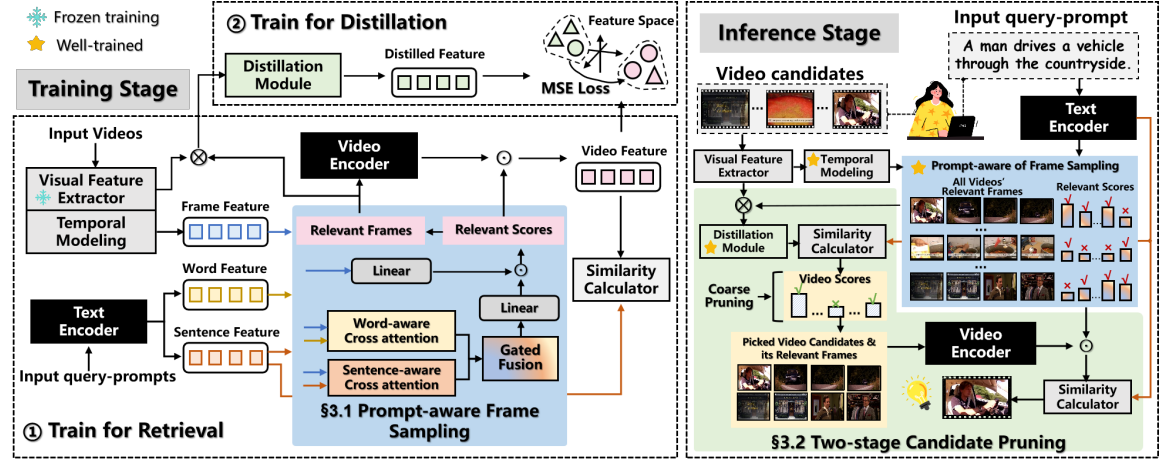 Frozen training
Well-trained
Training Stage
② Train for Distillation
Distillation
Module
Distilled Feature
Feature Space
MSE Loss
Input Videos
Visual Feature
Extractor
Temporal
Modeling
Video
Encoder
Video Feature
Frame Feature
Word Feature
Sentence Feature
Text
Encoder
Input query-prompts
Relevant Frames
Relevant Scores
Linear
Linear
Word-aware
Cross attention
Sentence-aware
Cross attention
Gated
Fusion
§3.1 Prompt-aware Frame
Sampling
Similarity
Calculator
① Train for Retrieval
Inference Stage
Input query-prompt
A man drives a vehicle
through the countryside.
Video candidates
Text
Encoder
Visual Feature
Extractor
Temporal
Modeling
Prompt-aware of Frame Sampling
All Videos'
Relevant Frames
Relevant Scores
Distillation
Module
Similarity
Calculator
Coarse
Pruning
Video Scores
Picked Video Candidates &
its Relevant Frames
Video
Encoder
Similarity
Calculator
§3.2 Two-stage Candidate Pruning